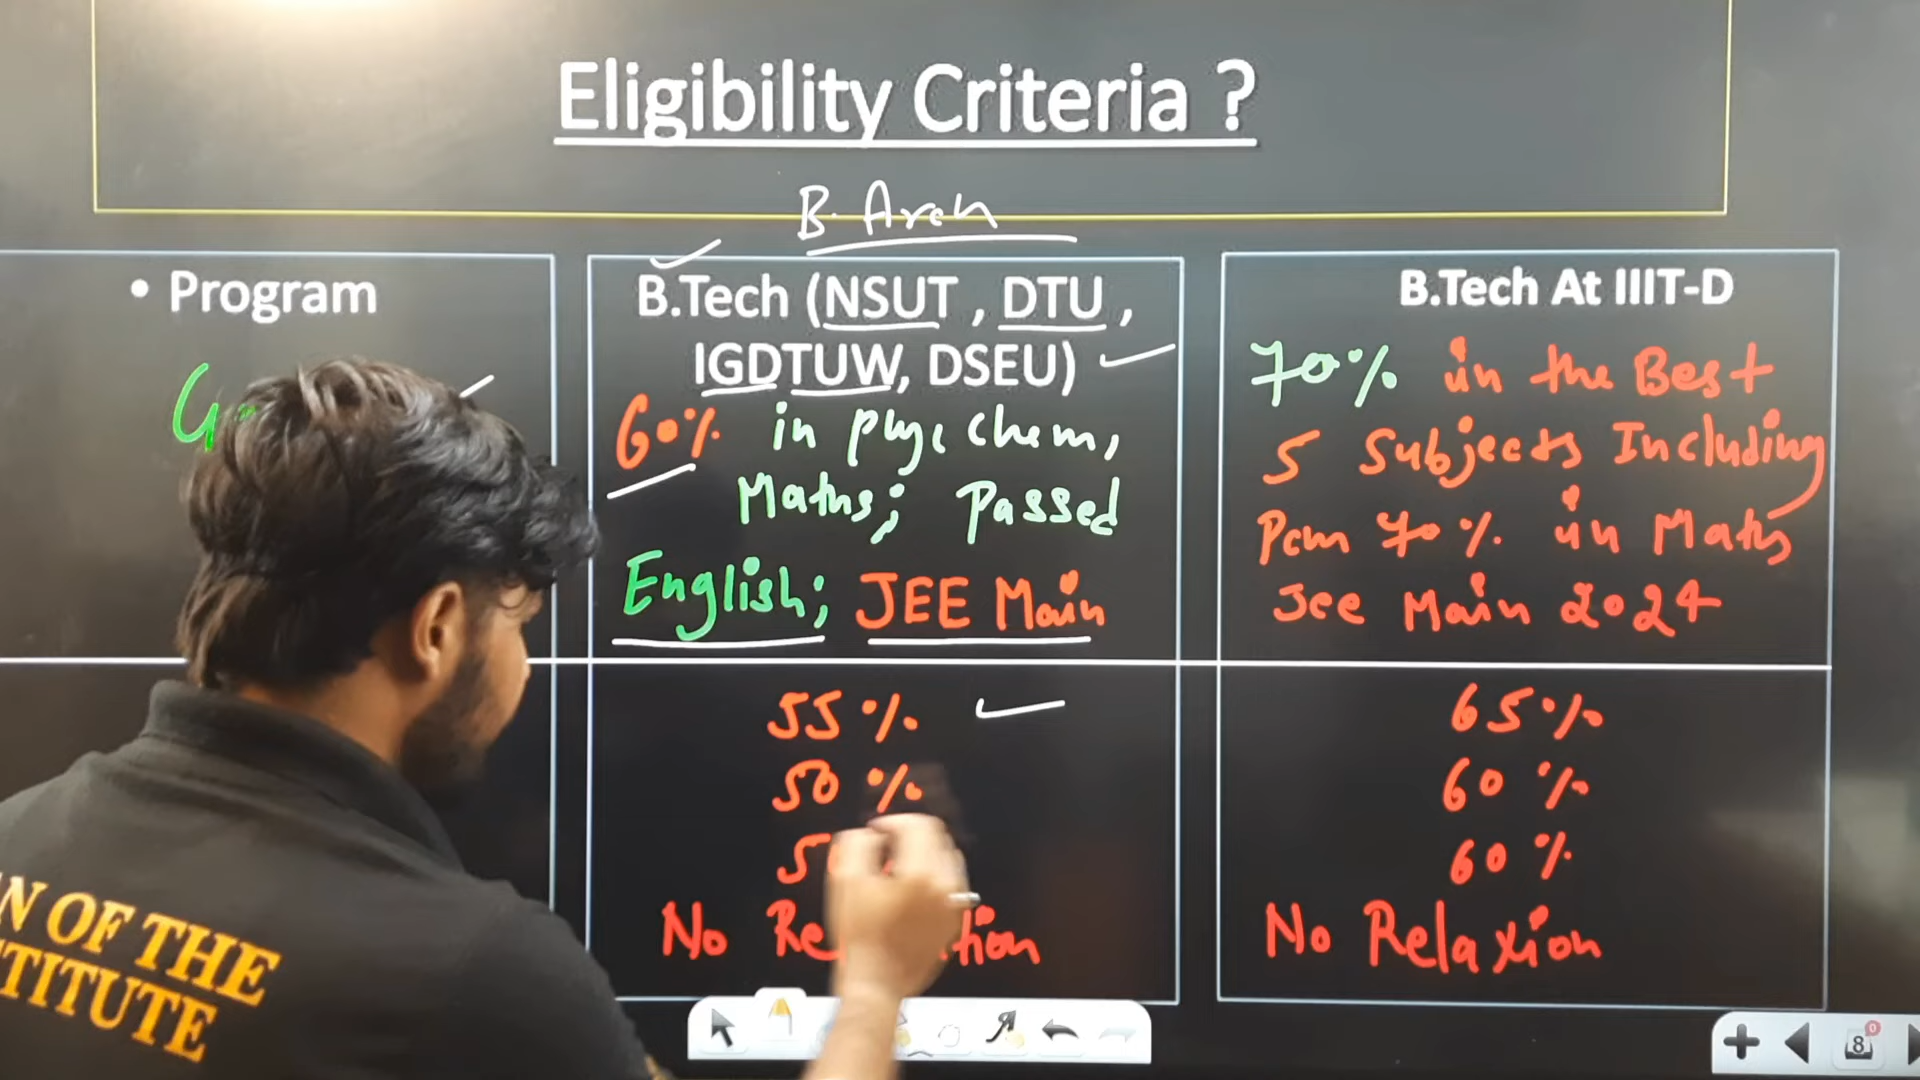 Eligibility Criteria ?
B. Arch
• Program
B.Tech (NSUT , DTU ,
IGDTUW, DSEU)
60% in phy, chem,
Maths; Passed
English; JEE Main
B.Tech At IIIT-D
70% in the Best
5 Subjects Including
Pcm 70% in Maths
Jee Main 2024
55%
50%
No
65%
60%
60%
No Relaxion
OF THE
8
0